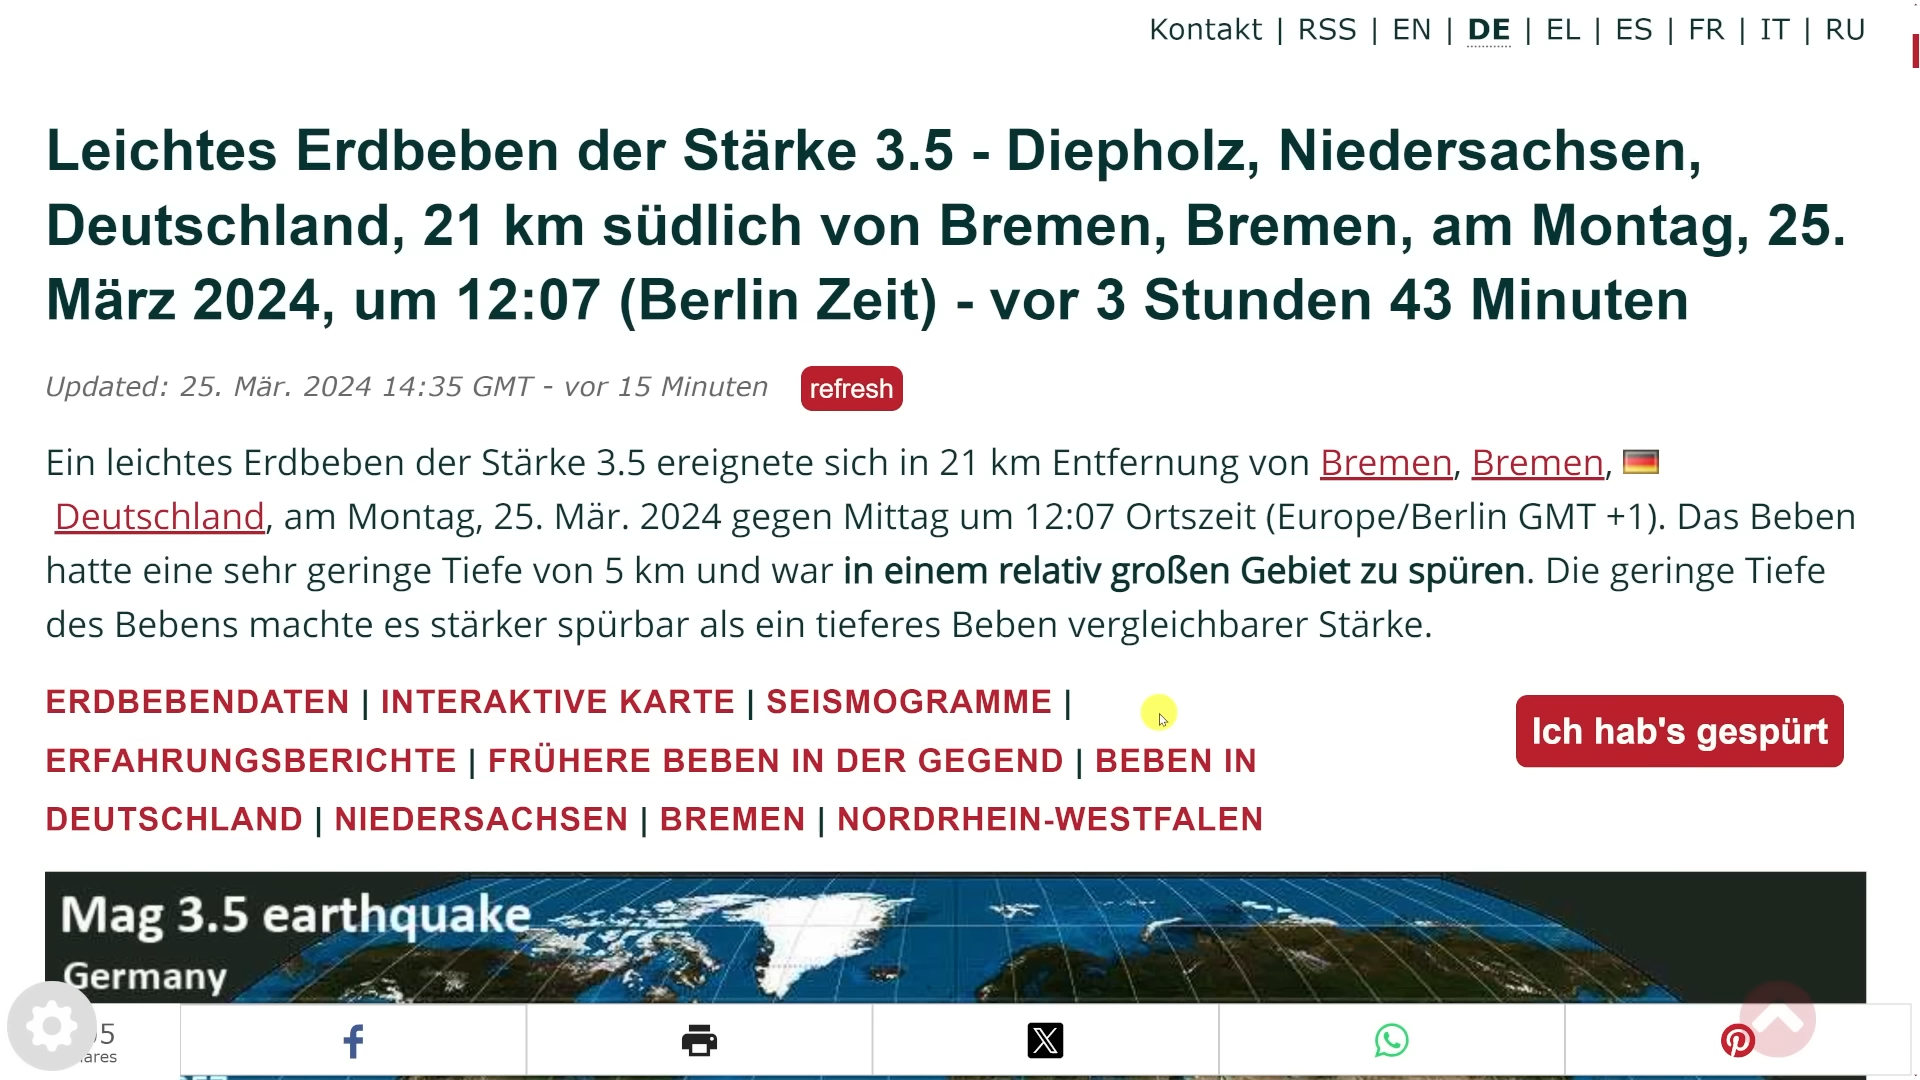 Kontakt | RSS | EN | DE | EL | ES | FR | IT | RU
Leichtes Erdbeben der Stärke 3.5 - Diepholz, Niedersachsen,
Deutschland, 21 km südlich von Bremen, Bremen, am Montag, 25.
März 2024, um 12:07 (Berlin Zeit) - vor 3 Stunden 43 Minuten
Updated: 25. Mär. 2024 14:35 GMT - vor 15 Minuten refresh
Ein leichtes Erdbeben der Stärke 3.5 ereignete sich in 21 km Entfernung von Bremen, Bremen,
Deutschland, am Montag, 25. Mär. 2024 gegen Mittag um 12:07 Ortszeit (Europe/Berlin GMT +1). Das Beben
hatte eine sehr geringe Tiefe von 5 km und war in einem relativ großen Gebiet zu spüren. Die geringe Tiefe
des Bebens machte es stärker spürbar als ein tieferes Beben vergleichbarer Stärke.
ERDBEBENDATEN | INTERAKTIVE KARTE | SEISMOGRAMME |
ERFAHRUNGSBERICHTE | FRÜHERE BEBEN IN DER GEGEND | BEBEN IN
DEUTSCHLAND | NIEDERSACHSEN | BREMEN | NORDRHEIN-WESTFALEN
Ich hab's gespürt
Mag 3.5 earthquake
Germany